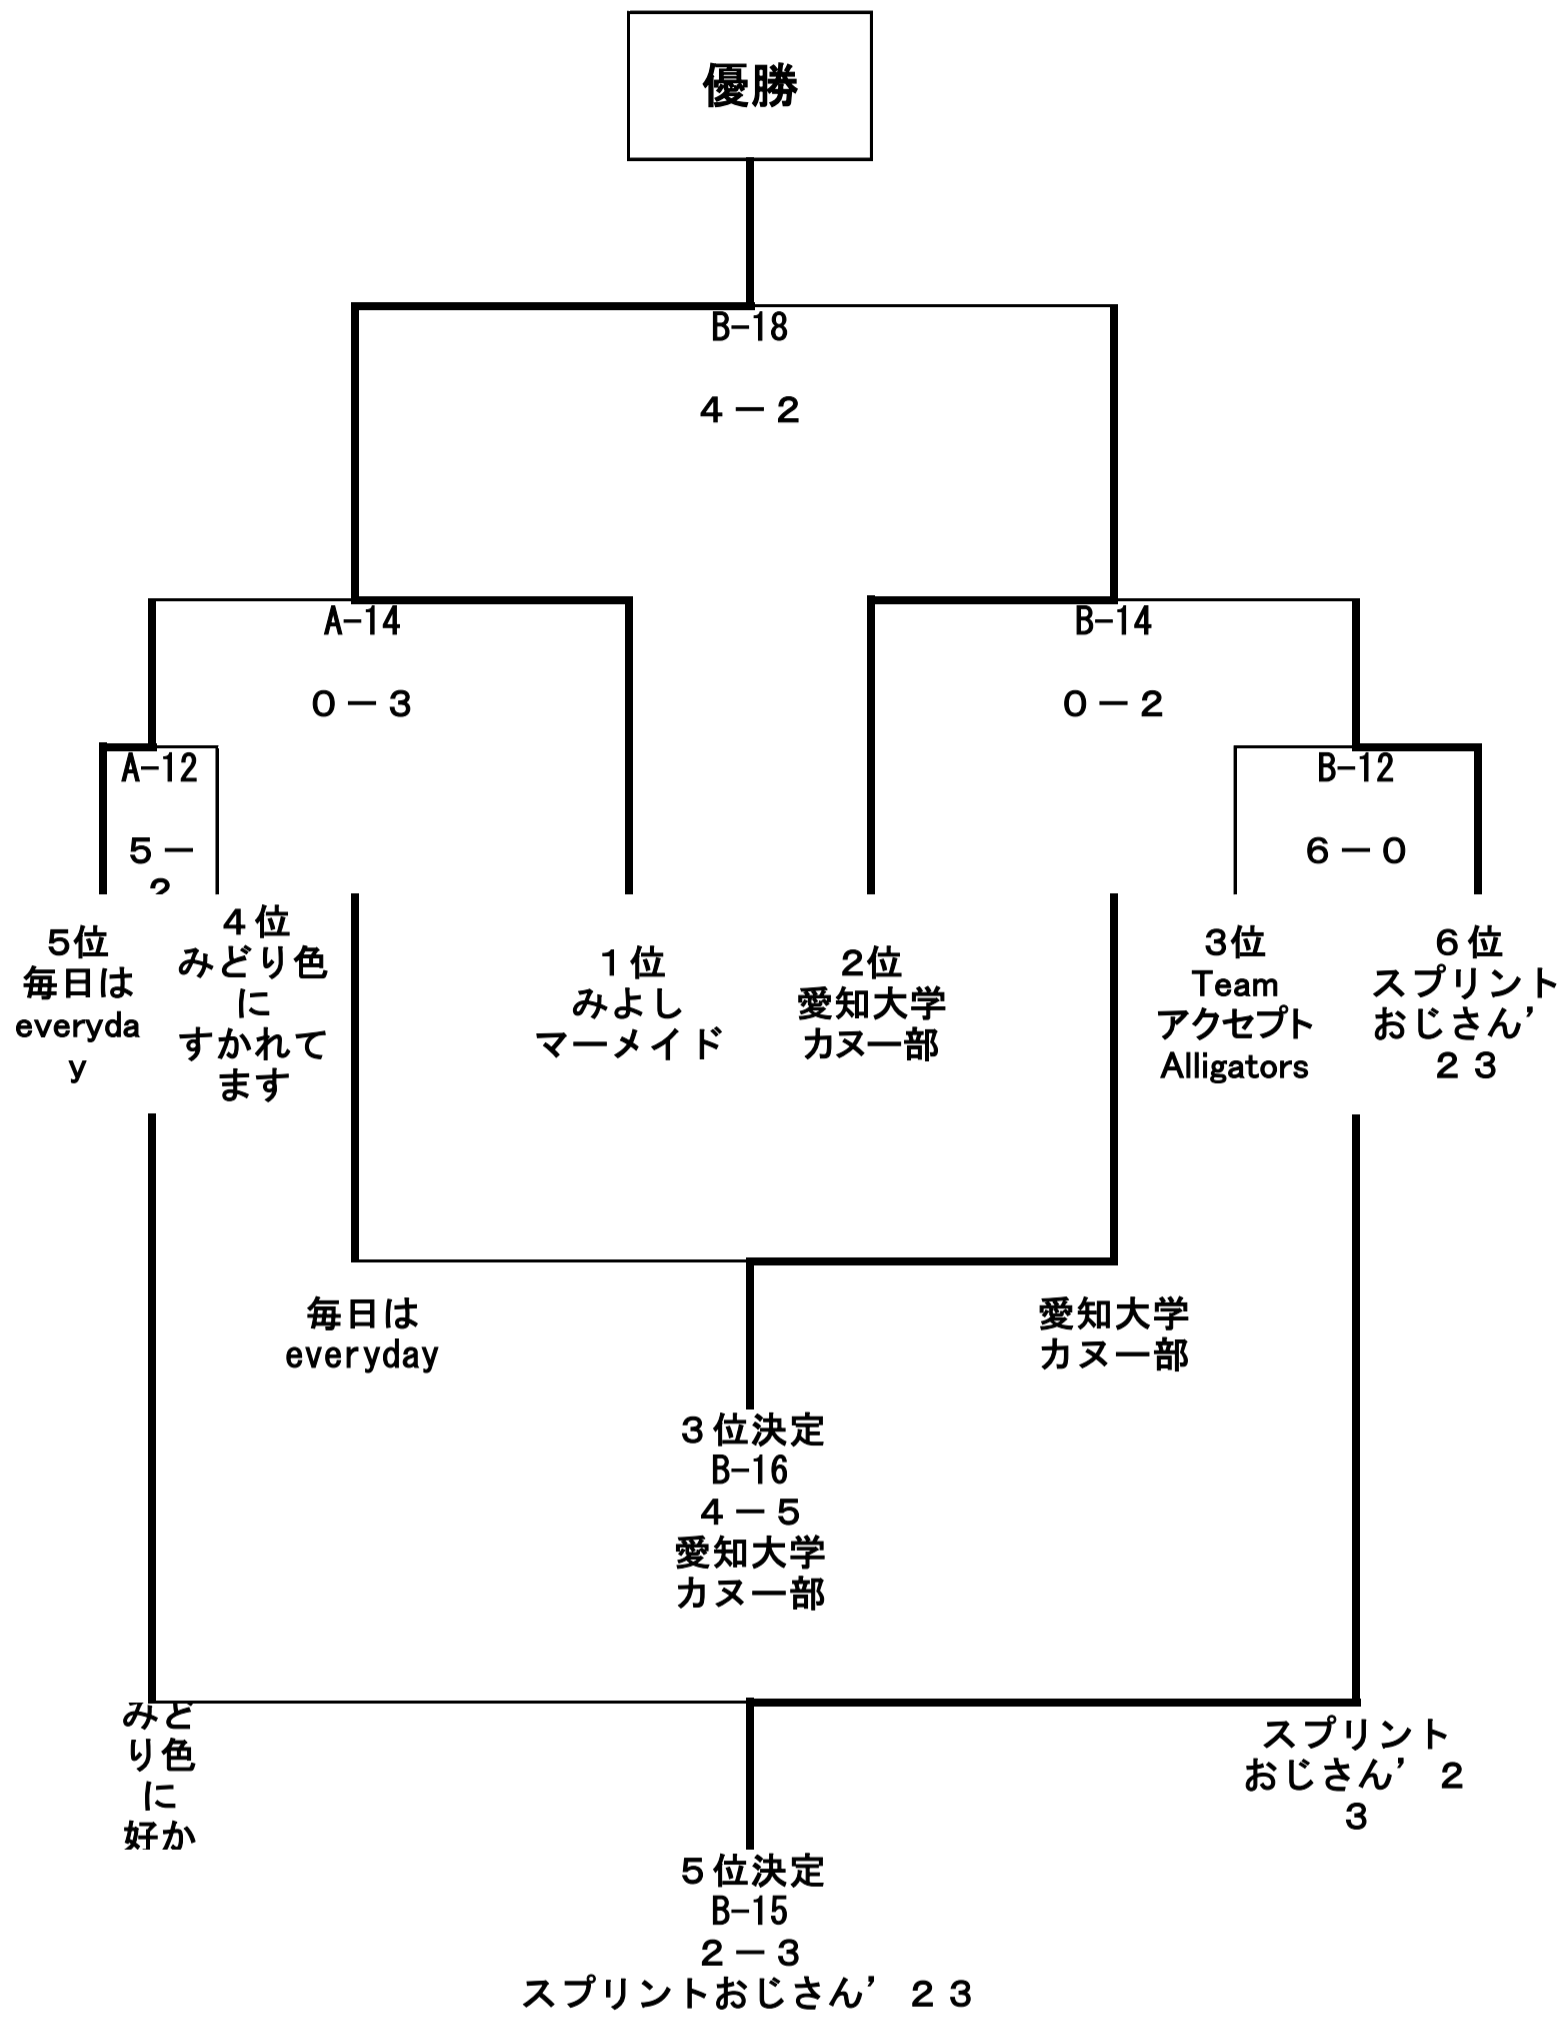 優勝
B-18
４－２
A-14
０－３
B-14
０－２
A-12
５－
２
B-12
６－０
５位
毎日は
everyda
y
４位
みどり色
に
すかれて
ます
１位
みよし
マーメイド
２位
愛知大学
カヌー部
３位
Team
アクセプト
Alligators
６位
スプリント
おじさん’
２３
毎日は
everyday
愛知大学
カヌー部
３位決定
B-16
４－５
愛知大学
カヌー部
みど
り色
に
好か
スプリント
おじさん’２
３
５位決定
B-15
２－３
スプリントおじさん’２３